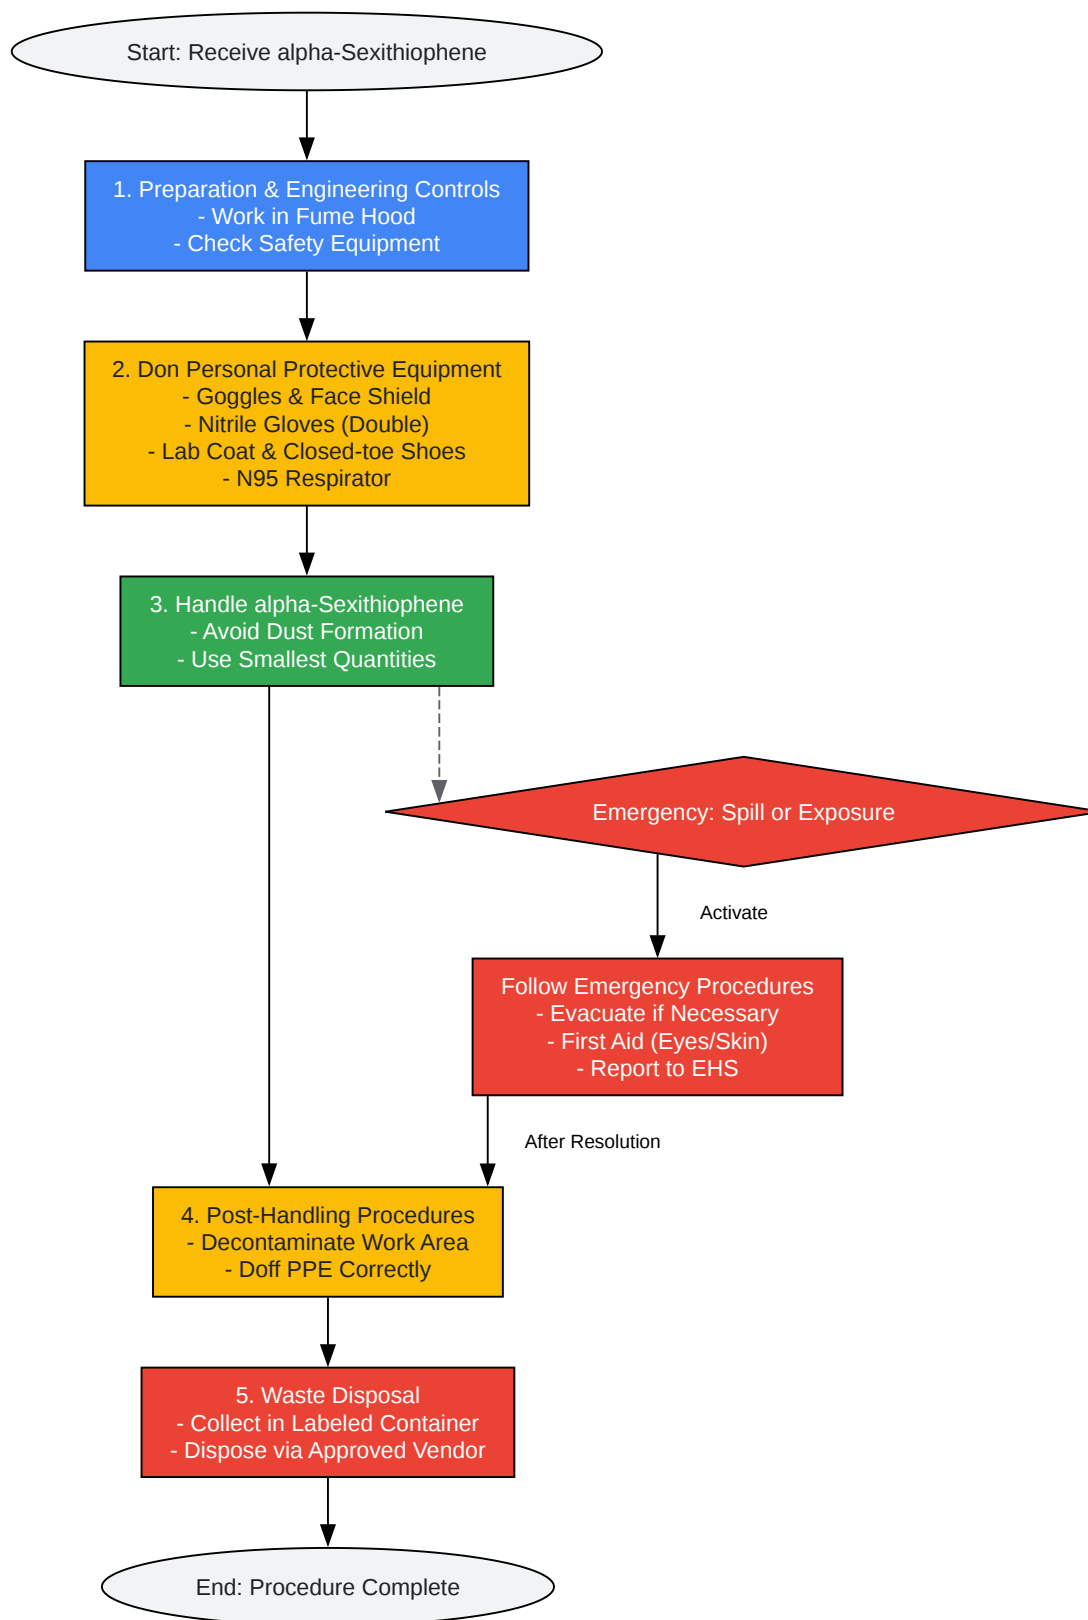 Start: Receive alpha-Sexithiophene
1. Preparation & Engineering Controls
- Work in Fume Hood
- Check Safety Equipment
2. Don Personal Protective Equipment
- Goggles & Face Shield
- Nitrile Gloves (Double)
- Lab Coat & Closed-toe Shoes
- N95 Respirator
3. Handle alpha-Sexithiophene
- Avoid Dust Formation
- Use Smallest Quantities
Emergency: Spill or Exposure
Activate
Follow Emergency Procedures
- Evacuate if Necessary
- First Aid (Eyes/Skin)
- Report to EHS
After Resolution
4. Post-Handling Procedures
- Decontaminate Work Area
- Doff PPE Correctly
5. Waste Disposal
- Collect in Labeled Container
- Dispose via Approved Vendor
End: Procedure Complete